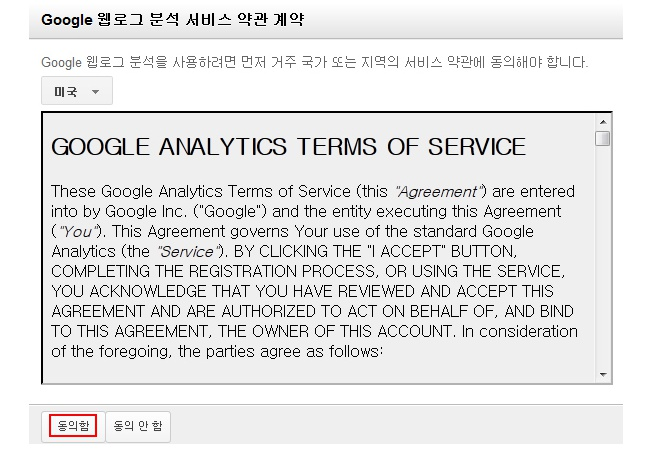 Google 웹로그 분석 서비스 약관 계약
Google 웹로그 분석을 사용하려면 먼저 거주 국가 또는 지역의 서비스 약관에 동의해야 합니다.
미국
GOOGLE ANALYTICS TERMS OF SERVICE
These Google Analytics Terms of Service (this "Agreement") are entered
into by Google Inc. ("Google") and the entity executing this Agreement
("You"). This Agreement governs Your use of the standard Google
Analytics (the "Service"). BY CLICKING THE "I ACCEPT" BUTTON,
COMPLETING THE REGISTRATION PROCESS, OR USING THE SERVICE,
YOU ACKNOWLEDGE THAT YOU HAVE REVIEWED AND ACCEPT THIS
AGREEMENT AND ARE AUTHORIZED TO ACT ON BEHALF OF, AND BIND
TO THIS AGREEMENT, THE OWNER OF THIS ACCOUNT. In consideration
of the foregoing, the parties agree as follows:
동의함 동의 안 함